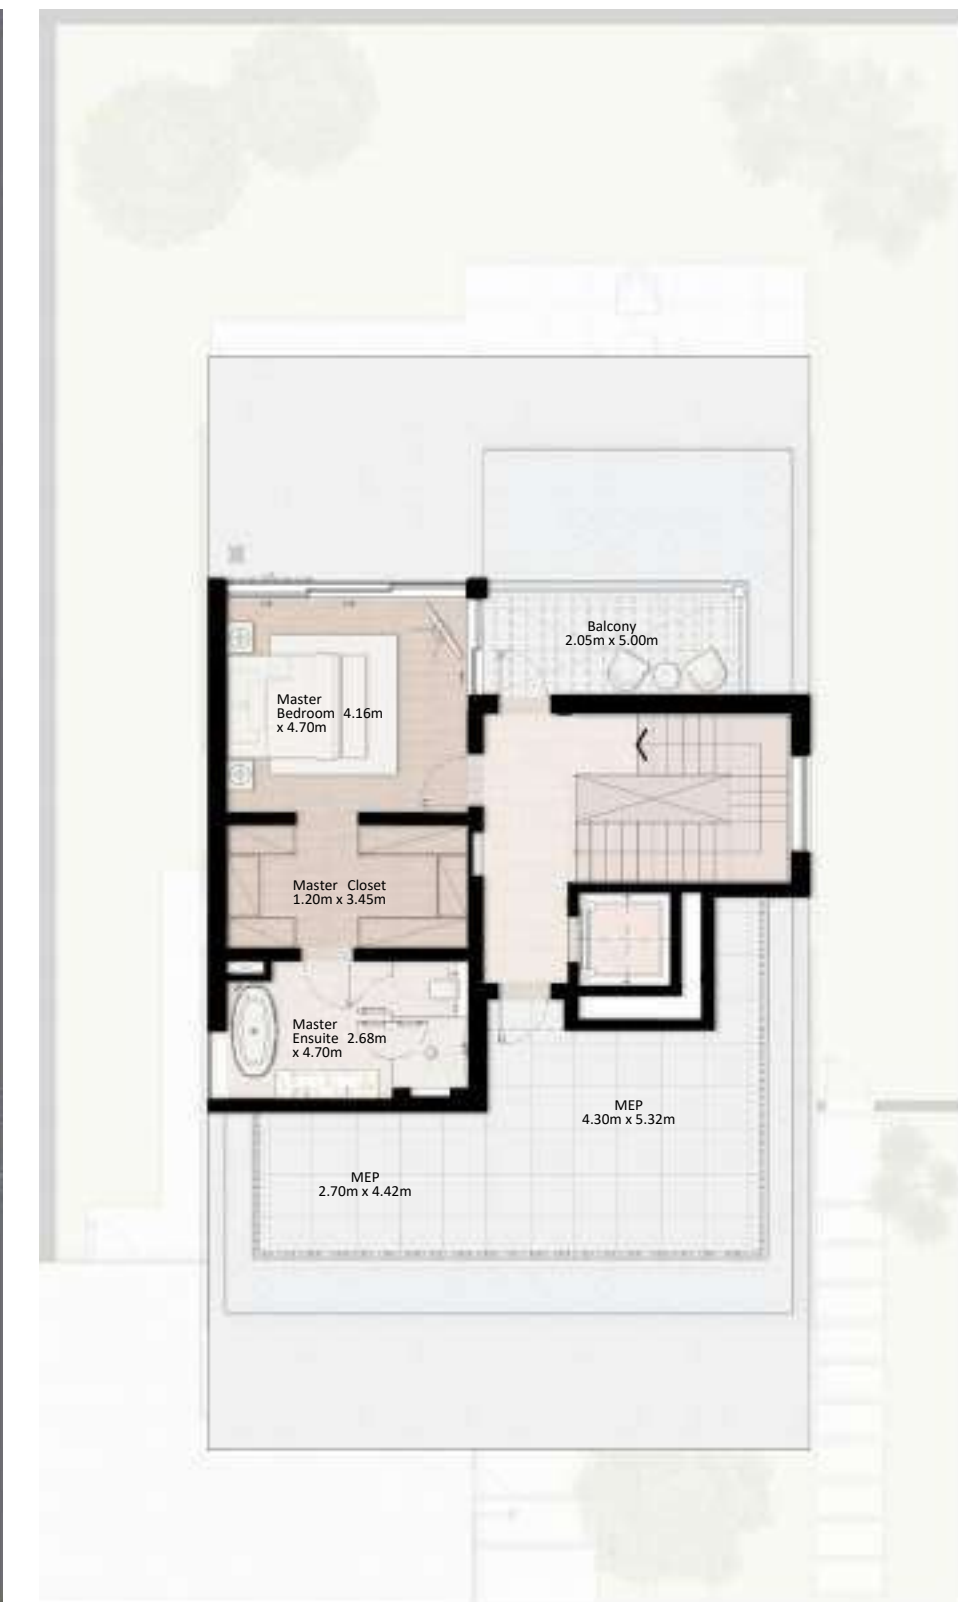 Balcony
2.05m x 5.00m
Master
Bedroom 4.16m
x 4.70m
Master Closet
1.20m x 3.45m
Master
Ensuite 2.68m
x 4.70m
MEP
4.30m x 5.32m
MEP
2.70m x 4.42m